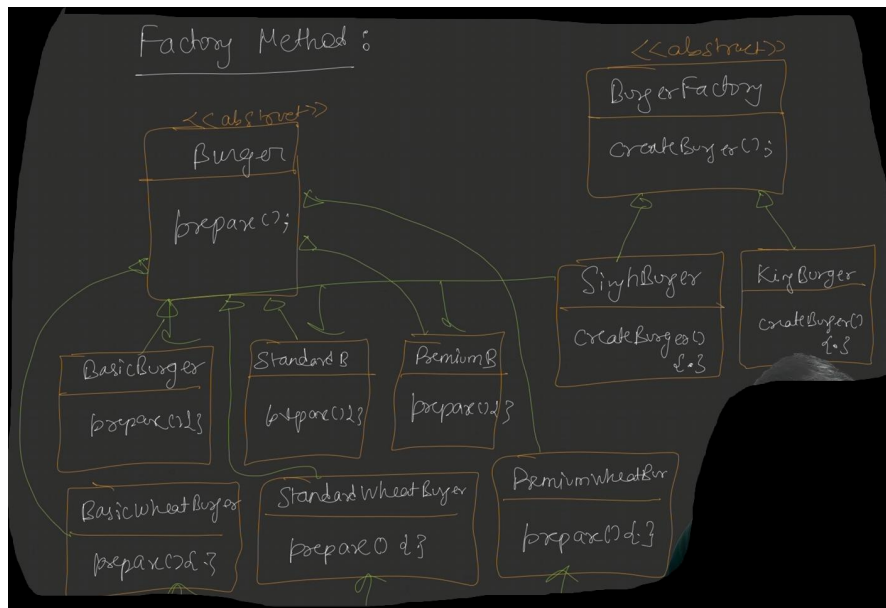 Factory Method :
<<abstract>>
BurgerFactory
createBurger();
<<abstract>>
Burger
prepare();
SinghBurger
createBurger()
{.}
KingBurger
createBurger()
{.}
BasicBurger
prepare(){}
StandardB
prepare(){}
PremiumB
prepare(){}
BasicWheatBurger
prepare(){.}
StandardWheatBurger
prepare() {.}
PremiumWheatBur
prepare(){.}